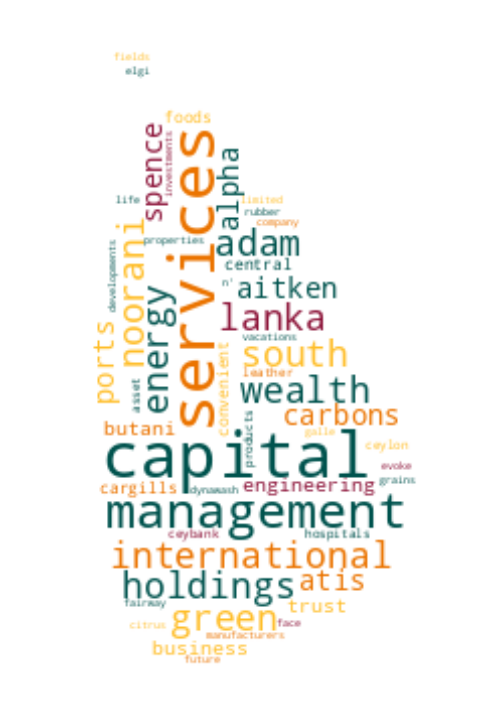 fields
elgi
foods
spence
investments
services
alpha
life
limited
rubber
company
noorani
properties
adam
developments
central
n'
aitken
energy
lanka
ports
vacations
convenient
south
leather
asset
wealth
carbons
butani
products
galle
capital
ceylon
evoke
cargills
dynawash
engineering
grains
management
ceybank
hospitals
international
holdings
atis
fairway
trust
green
citrus
face
manufacturers
business
future